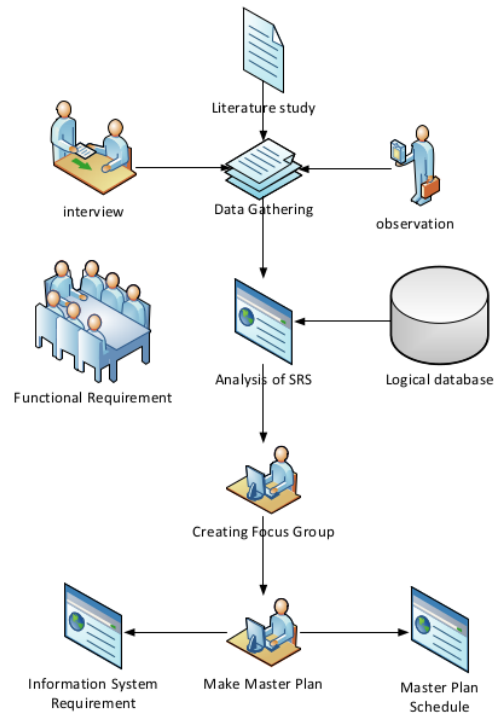 Literature study
interview
Data Gathering
observation
Functional Requirement
Analysis of SRS
Logical database
Creating Focus Group
Information System
Requirement
Make Master Plan
Master Plan
Schedule